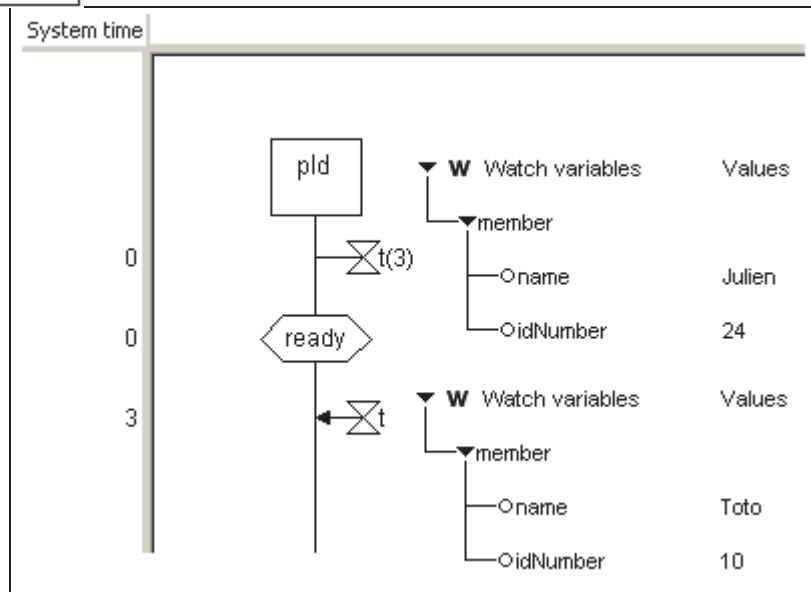 System time
pId W Watch variables Values
member
0 t(3)
name Julien
0 ready idNumber 24
W Watch variables Values
3 t
member
name Toto
idNumber 10